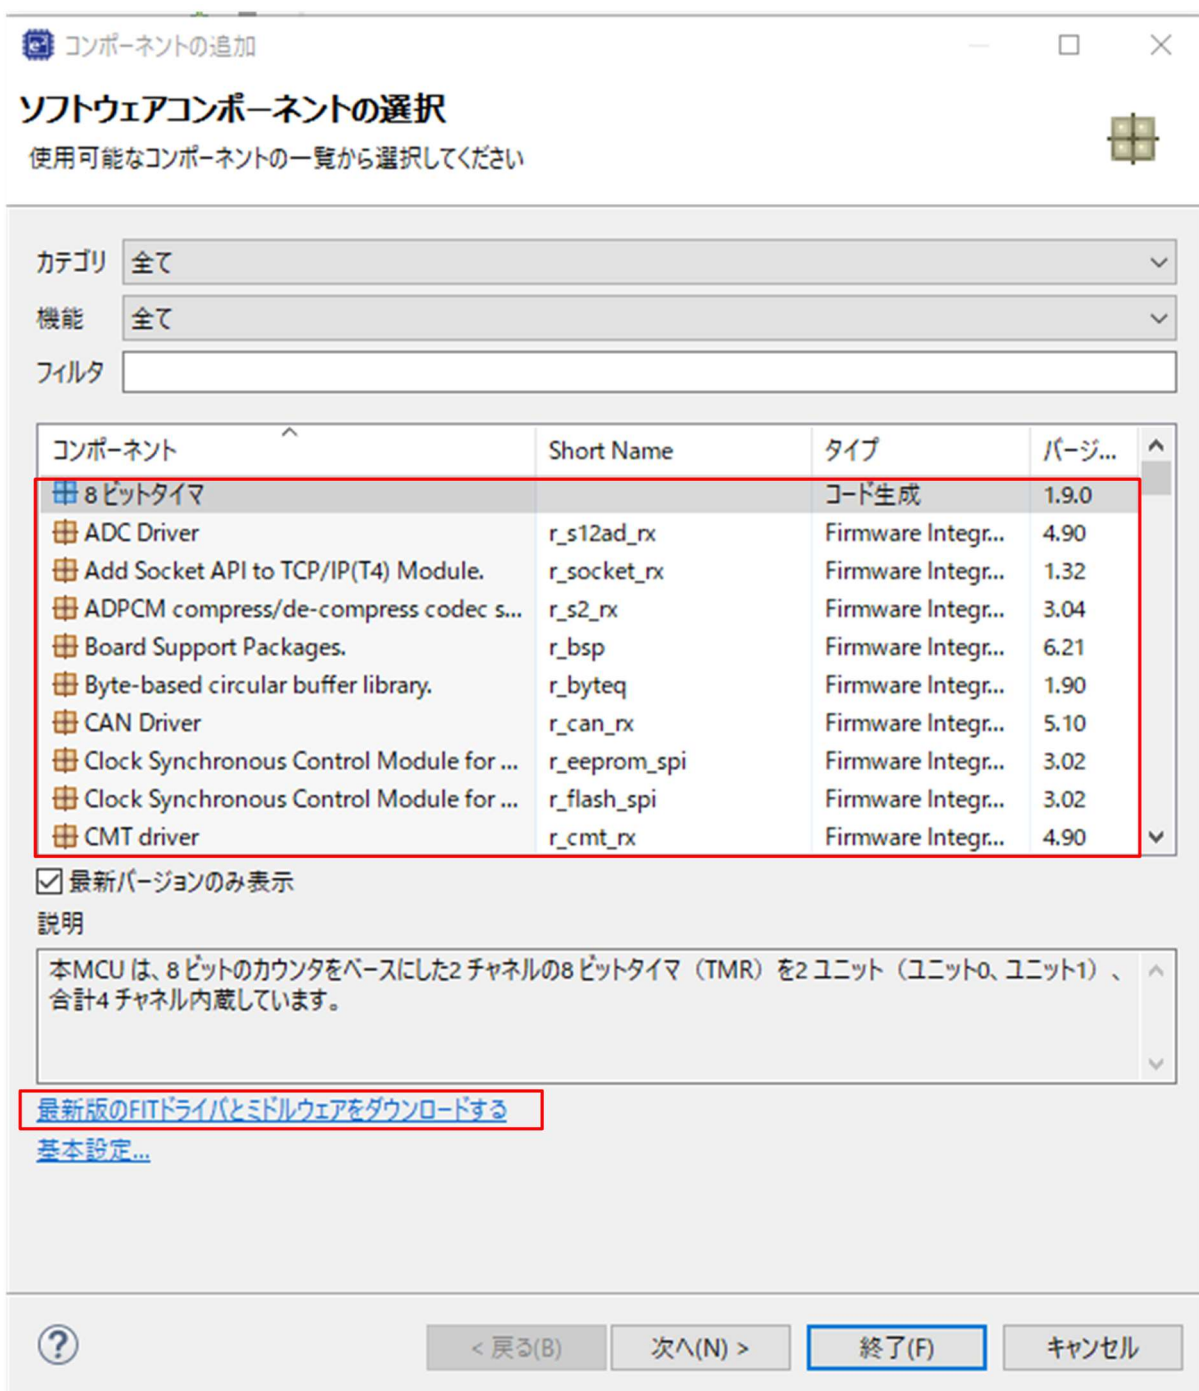 コンポーネントの追加
ソフトウェアコンポーネントの選択
使用可能なコンポーネントの一覧から選択してください
カテゴリ 全て
機能 全て
フィルタ
コンポーネント Short Name タイプ バージ...
8 ビットタイマ コード生成 1.9.0
ADC Driver r_s12ad_rx Firmware Integr... 4.90
Add Socket API to TCP/IP(T4) Module. r_socket_rx Firmware Integr... 1.32
ADPCM compress/de-compress codec s... r_s2_rx Firmware Integr... 3.04
Board Support Packages. r_bsp Firmware Integr... 6.21
Byte-based circular buffer library. r_byteq Firmware Integr... 1.90
CAN Driver r_can_rx Firmware Integr... 5.10
Clock Synchronous Control Module for ... r_eeprom_spi Firmware Integr... 3.02
Clock Synchronous Control Module for ... r_flash_spi Firmware Integr... 3.02
CMT driver r_cmt_rx Firmware Integr... 4.90
最新バージョンのみ表示
説明
本MCU は、8 ビットのカウンタをベースにした2 チャネルの8 ビットタイマ（TMR）を2 ユニット（ユニット0、ユニット1）、
合計4 チャネル内蔵しています。
最新版のFITドライバとミドルウェアをダウンロードする
基本設定...
< 戻る(B) 次へ(N) > 終了(F) キャンセル